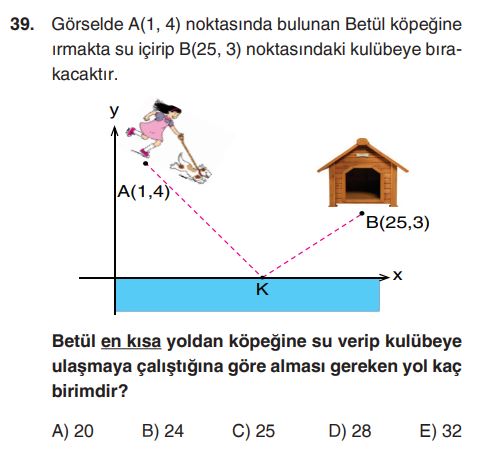 39. Görselde A(1, 4) noktasında bulunan Betül köpeğine
ırmakta su içirip B(25, 3) noktasındaki kulübeye bıra-
kacaktır.
y
A(1,4)
B(25,3)
x
K
Betül en kısa yoldan köpeğine su verip kulübeye
ulaşmaya çalıştığına göre alması gereken yol kaç
birimdir?
A) 20 B) 24 C) 25 D) 28 E) 32